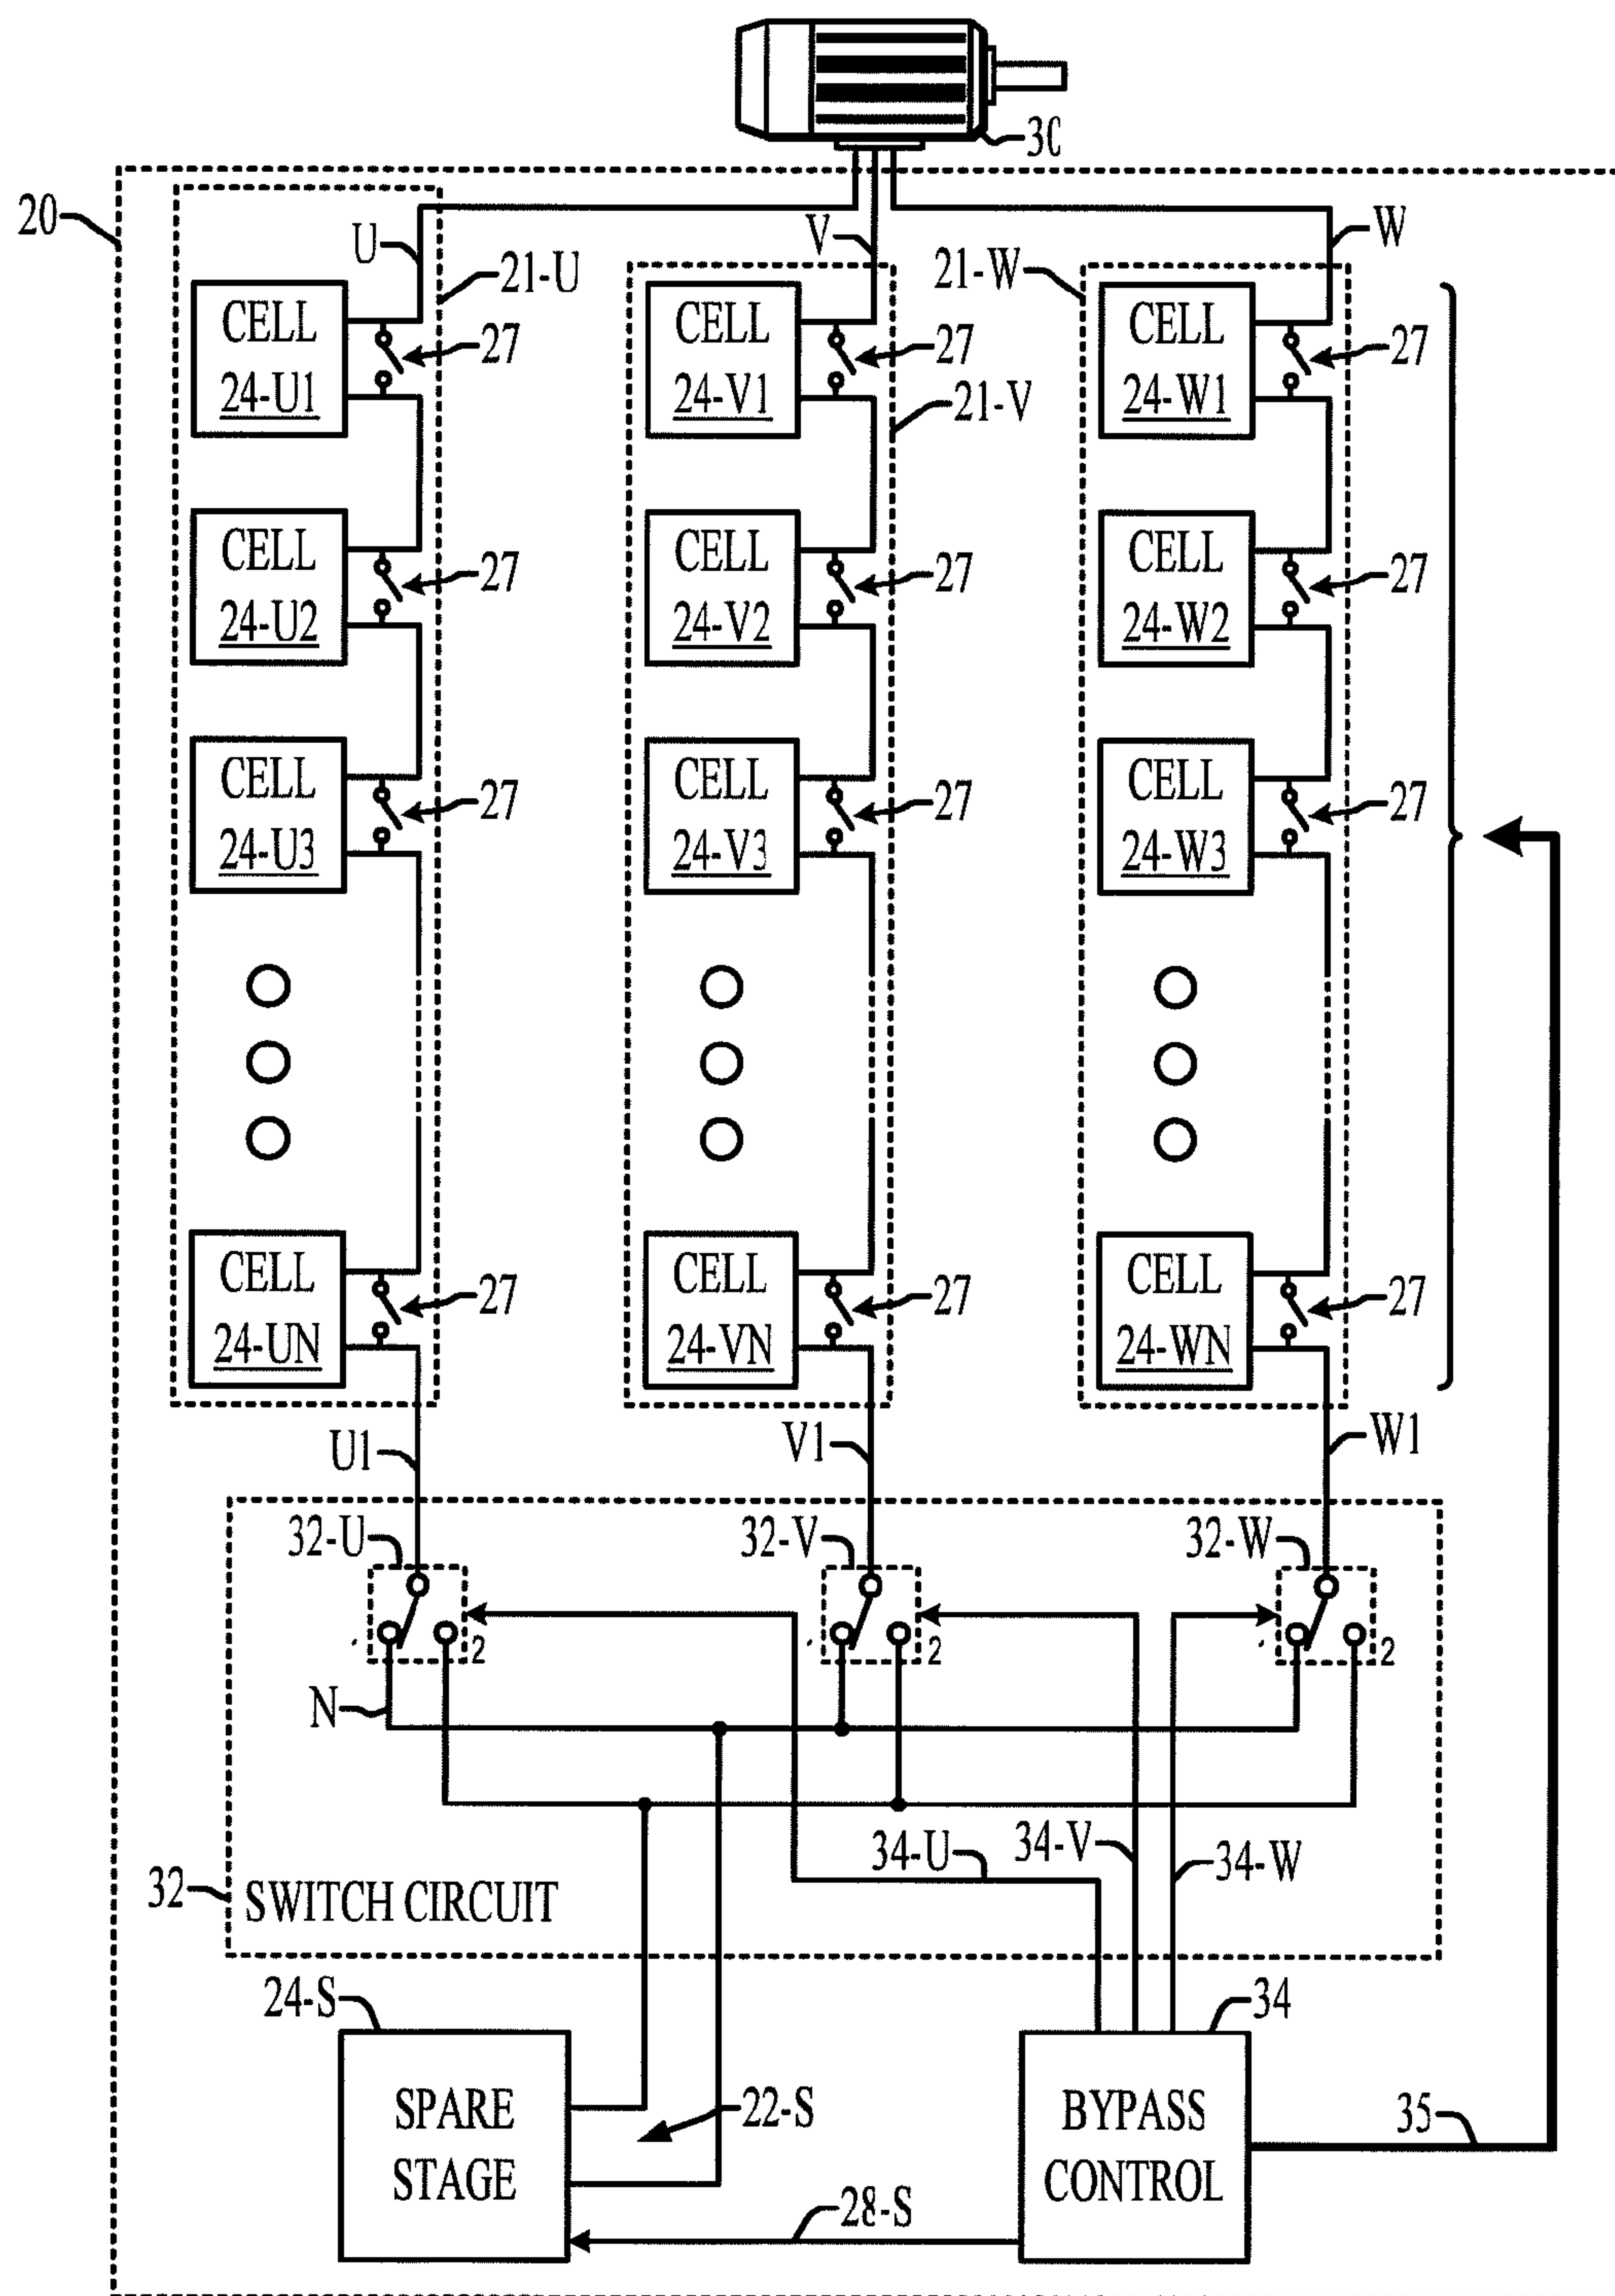 30
20
U
V
W
21-U
21-W
CELL
24-U1
27
CELL
24-V1
27
CELL
24-W1
27
21-V
CELL
24-U2
27
CELL
24-V2
27
CELL
24-W2
27
CELL
24-U3
27
CELL
24-V3
27
CELL
24-W3
27
CELL
24-UN
27
CELL
24-VN
27
CELL
24-WN
27
U1
V1
W1
32-U
32-V
32-W
2
2
2
N
34-U
34-V
34-W
32
SWITCH CIRCUIT
24-S
34
SPARE
STAGE
22-S
BYPASS
CONTROL
35
28-S